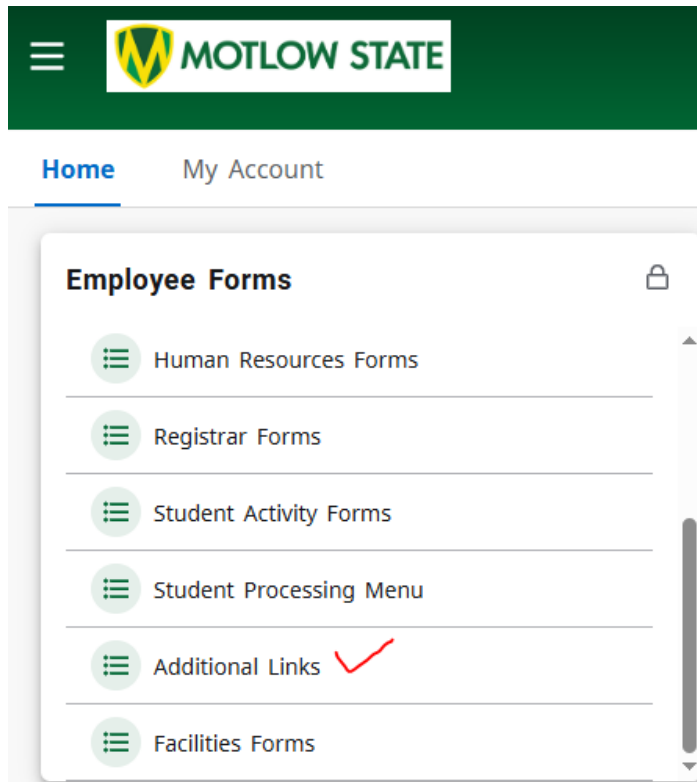 MOTLOW STATE
Home My Account
Employee Forms
Human Resources Forms
Registrar Forms
Student Activity Forms
Student Processing Menu
Additional Links
Facilities Forms